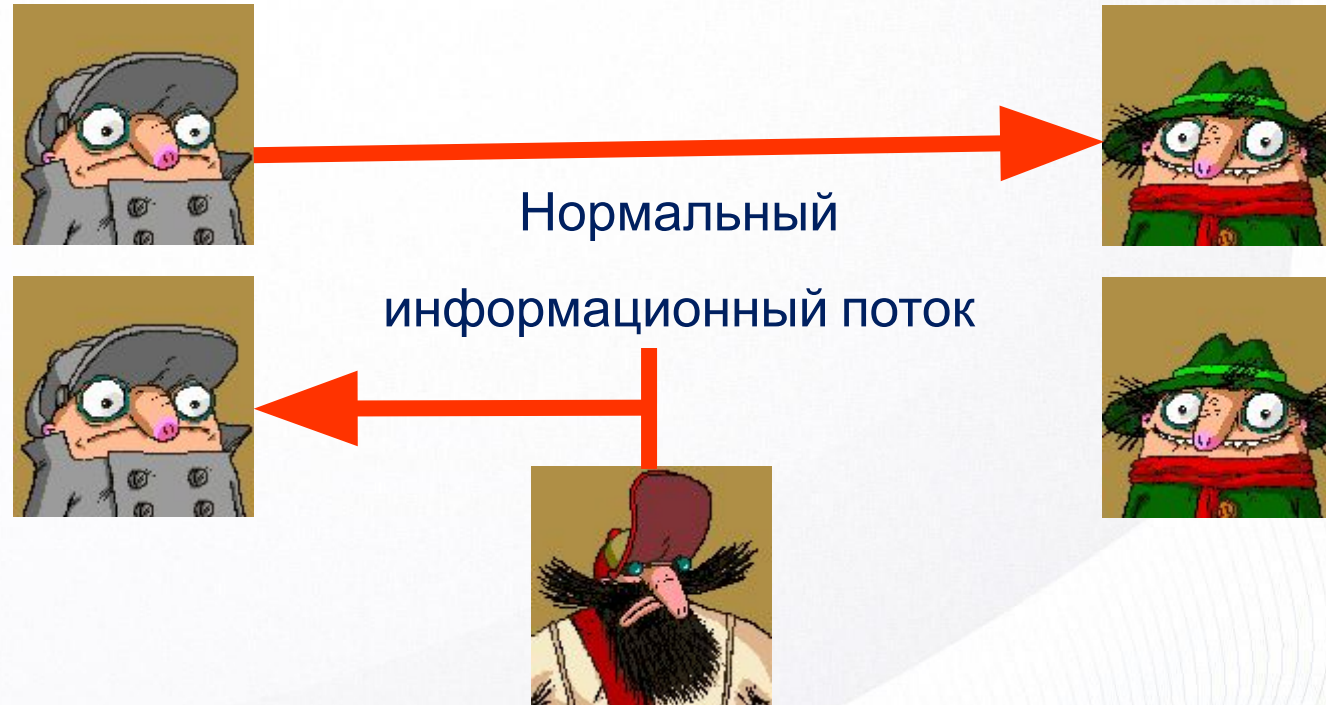 Нормальный
информационный поток